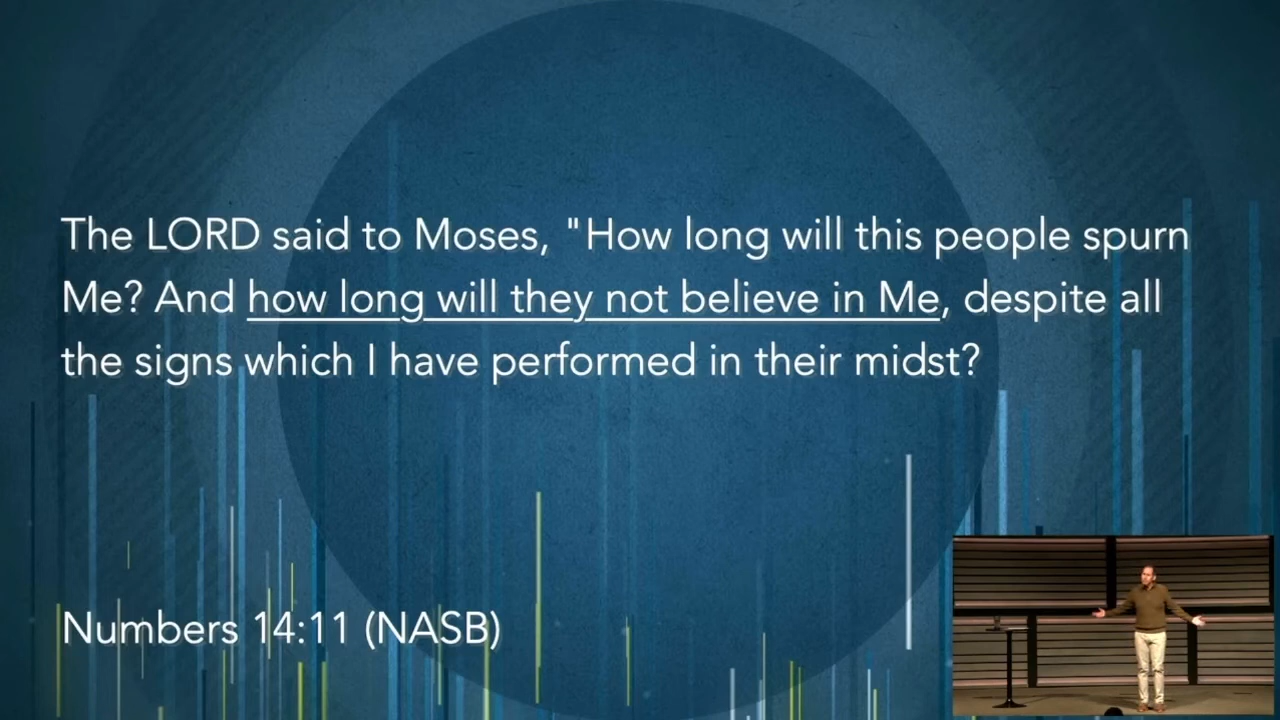 The LORD said to Moses, "How long will this people spurn
Me? And how long will they not believe in Me, despite all
the signs which I have performed in their midst?
Numbers 14:11 (NASB)